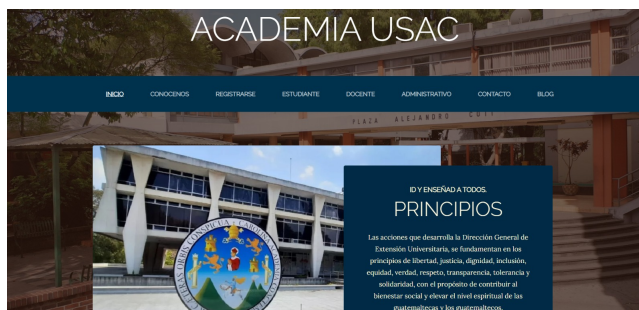 ACADEMIA USAC
INICIO CONOCENOS REGISTRARSE ESTUDIANTE DOCENTE ADMINISTRATIVO CONTACTO BLOG
PLAZA ALEJANDRO
ID Y ENSEÑAD A TODOS.
PRINCIPIOS
Las acciones que desarrolla la Dirección General de
Extensión Universitaria, se fundamentan en los
principios de libertad, justicia, dignidad, inclusión,
equidad, verdad, respeto, transparencia, tolerancia y
solidaridad, con el propósito de contribuir al
bienestar social y elevar el nivel espiritual de las
guatemaltecas y los guatemaltecos.
ORBIS CONSPICUA